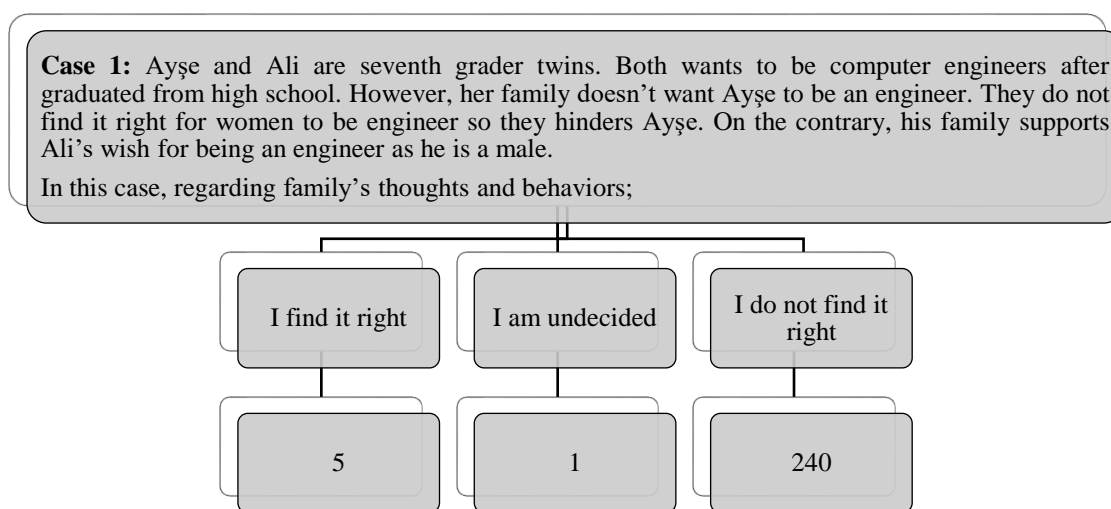 Case 1: Ayşe and Ali are seventh grader twins. Both wants to be computer engineers after
graduated from high school. However, her family doesn’t want Ayşe to be an engineer. They do not
find it right for women to be engineer so they hinders Ayşe. On the contrary, his family supports
Ali’s wish for being an engineer as he is a male.
In this case, regarding family’s thoughts and behaviors;
I find it right
I am undecided
I do not find it
right
5
1
240